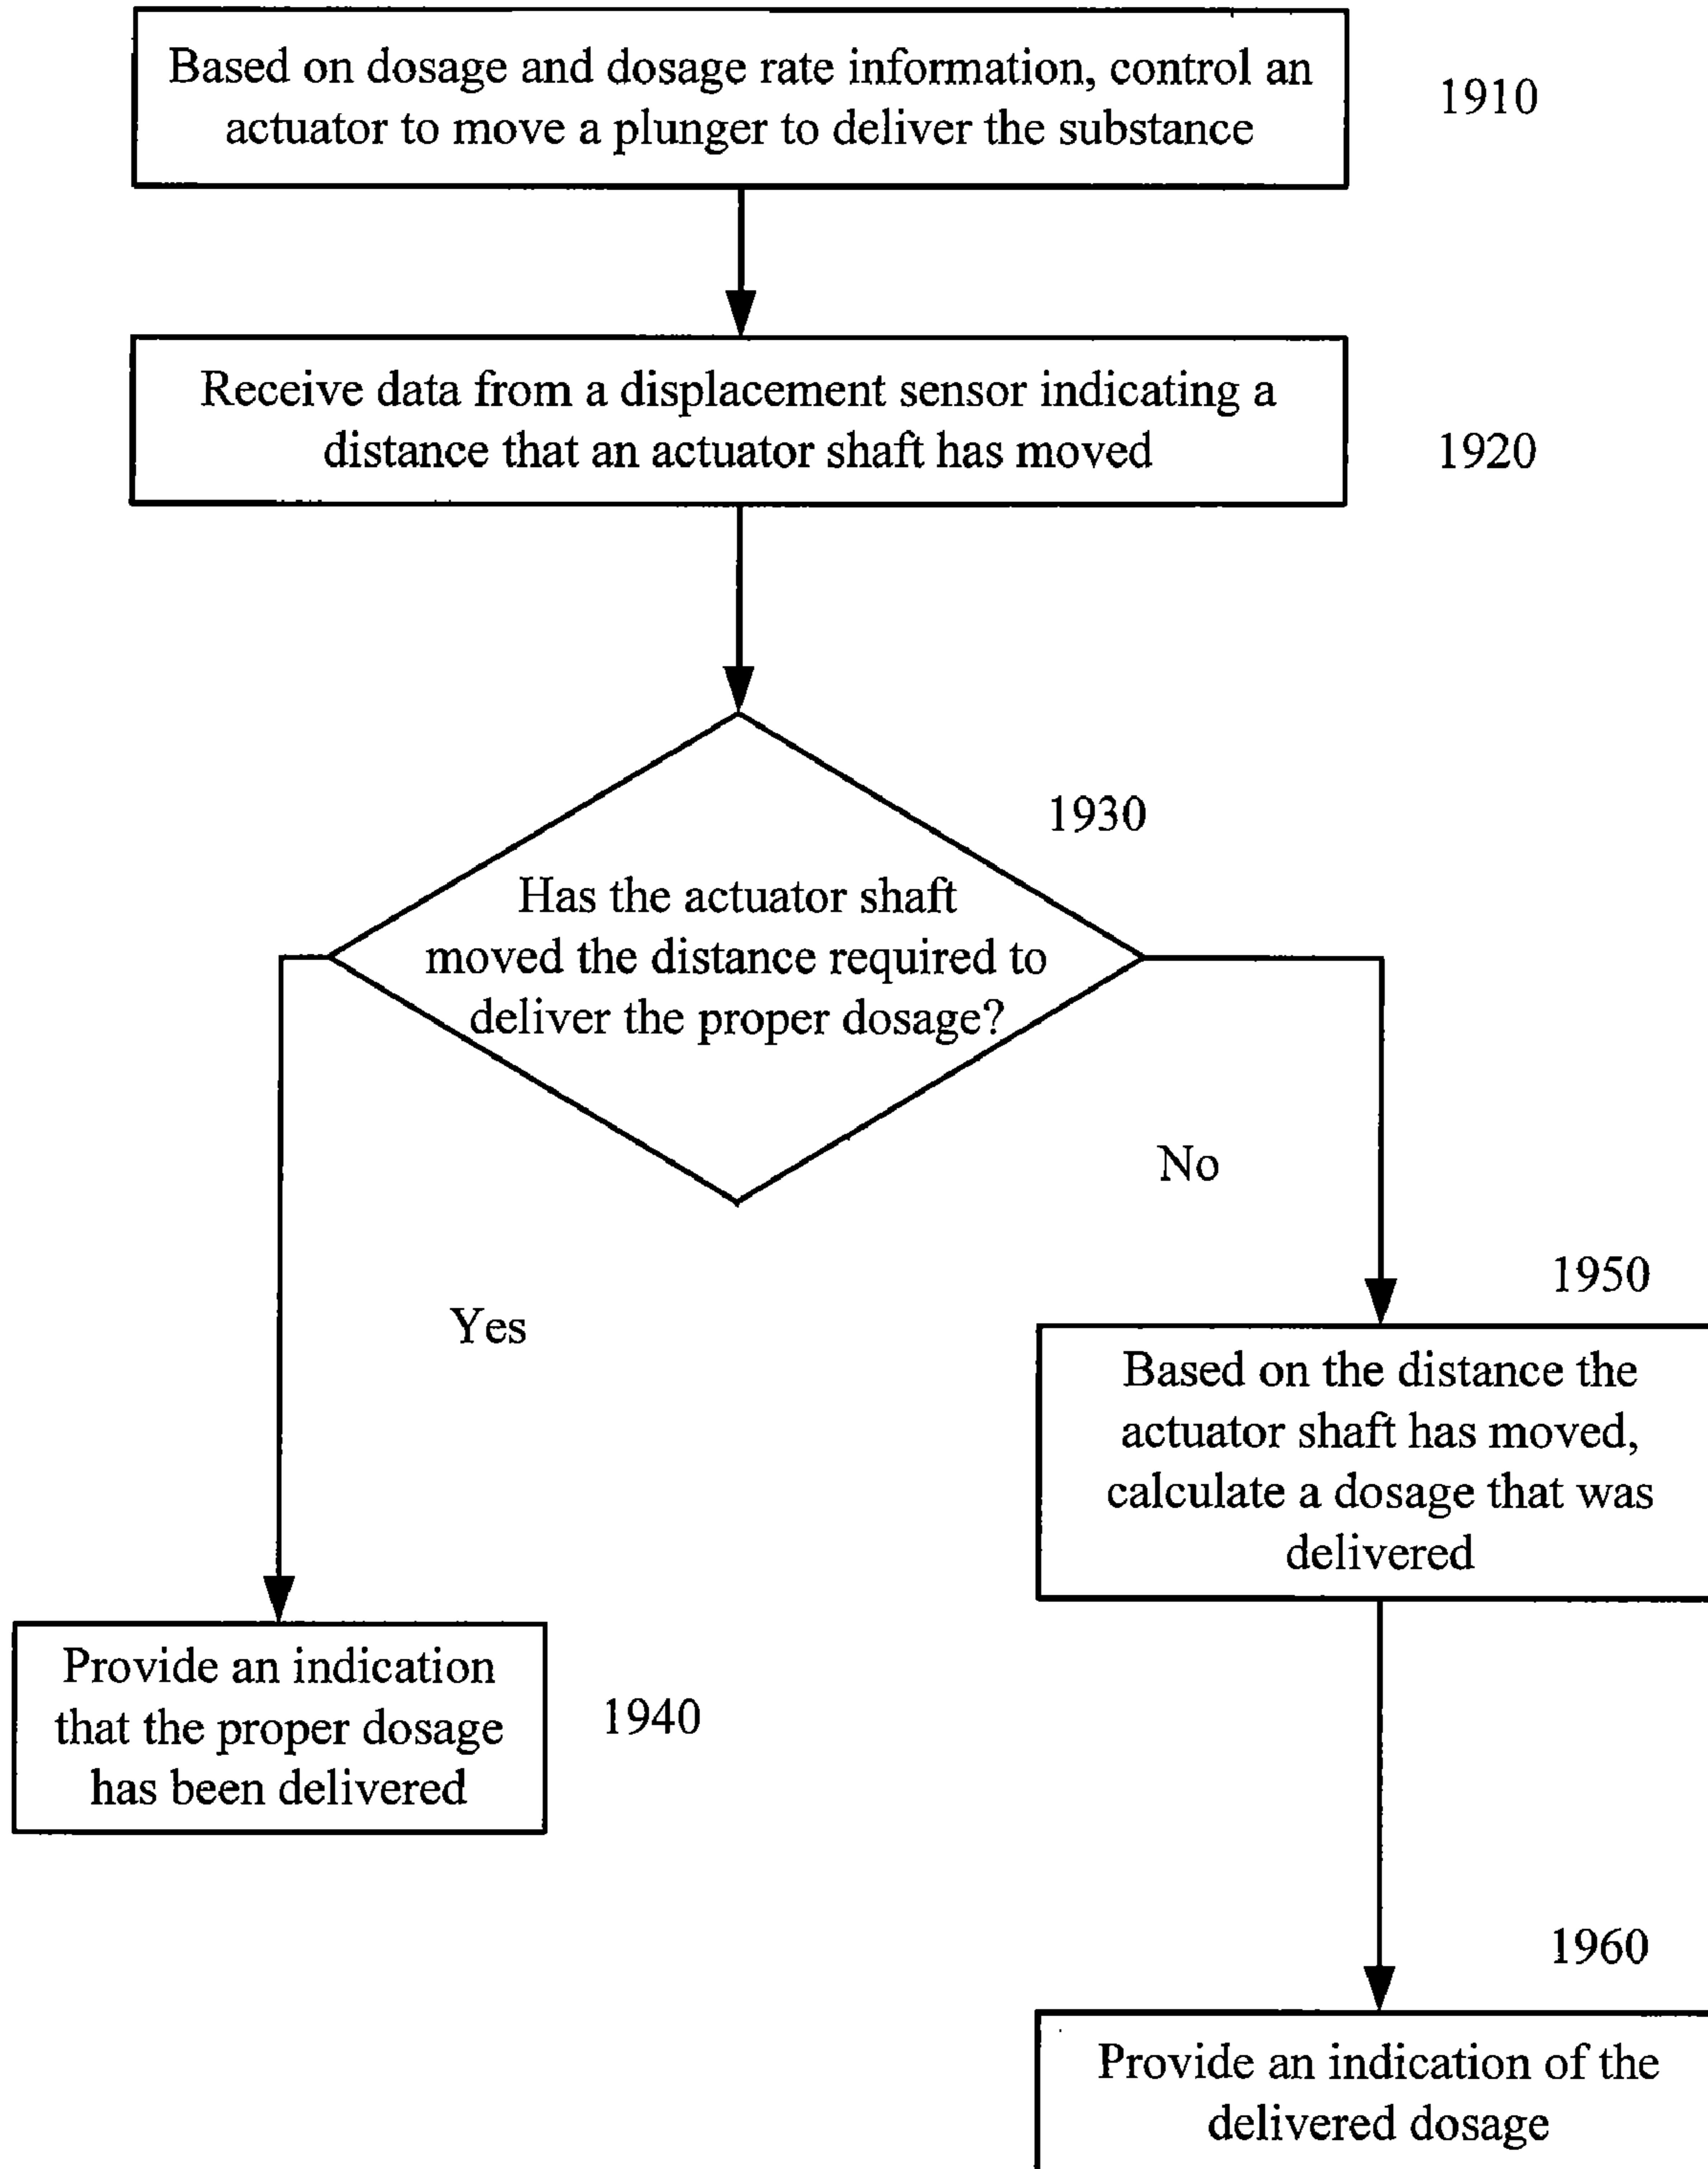 Based on dosage and dosage rate information, control an
actuator to move a plunger to deliver the substance
1910
Receive data from a displacement sensor indicating a
distance that an actuator shaft has moved
1920
1930
Has the actuator shaft
moved the distance required to
deliver the proper dosage?
No
Yes
1950
Based on the distance the
actuator shaft has moved,
calculate a dosage that was
delivered
Provide an indication
that the proper dosage
has been delivered
1940
1960
Provide an indication of the
delivered dosage